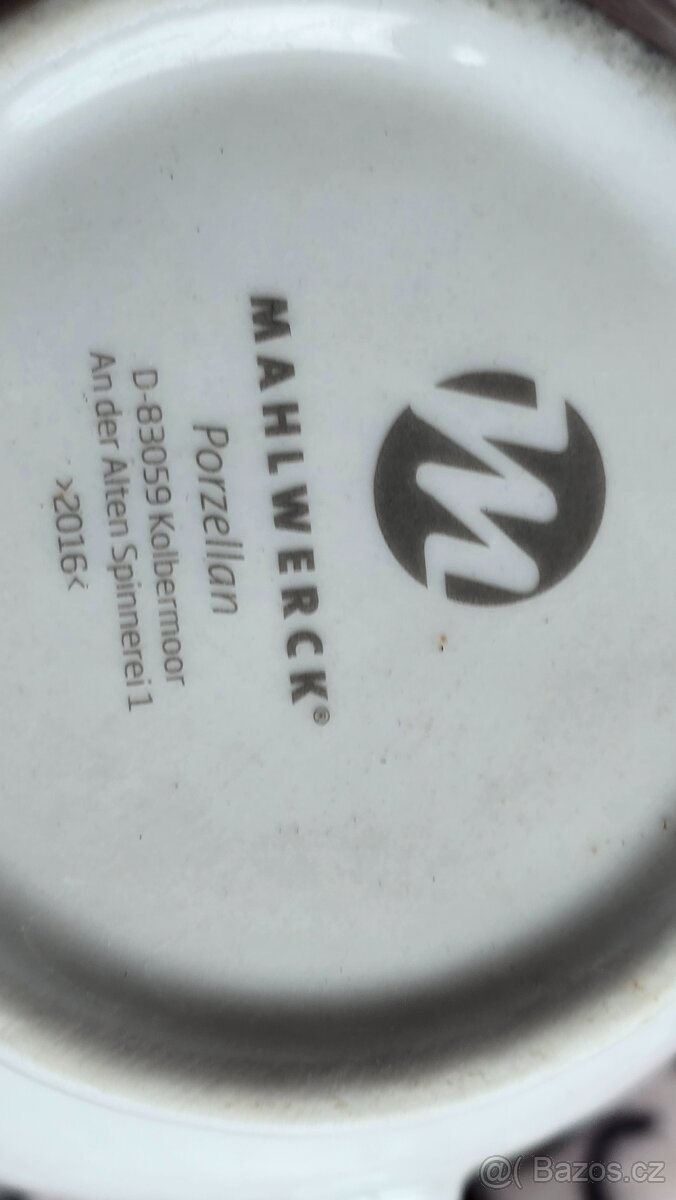 M
MAHLWERCK®
Porzellan
D-83059 Kolbermoor
An der Alten Spinnerei 1
>2016<
@( Bazos.cz